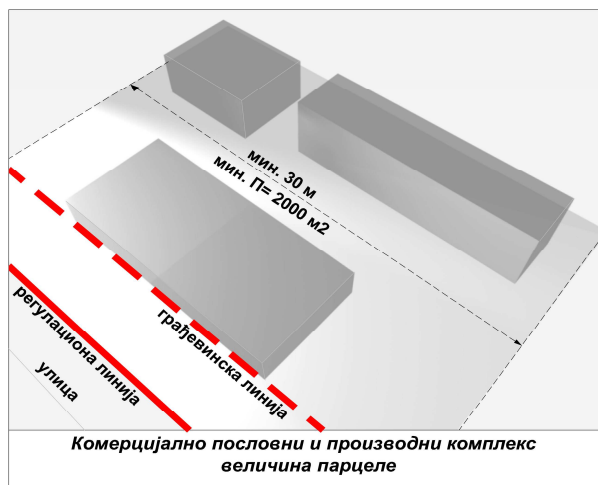 мин. 30 м
мин. П= 2000 м2
грађевинска линија
регулациона линија
улица
Комерцијално пословни и производни комплекс
величина парцеле